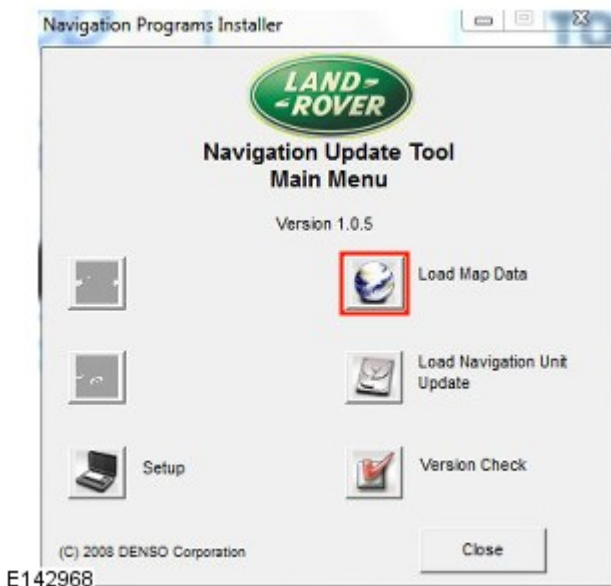 Navigation Programs Installer
LAND-
-ROVER
Navigation Update Tool
Main Menu
Version 1.0.5
Load Map Data
Load Navigation Unit
Update
Setup
Version Check
(C) 2008 DENSO Corporation
Close
E142968